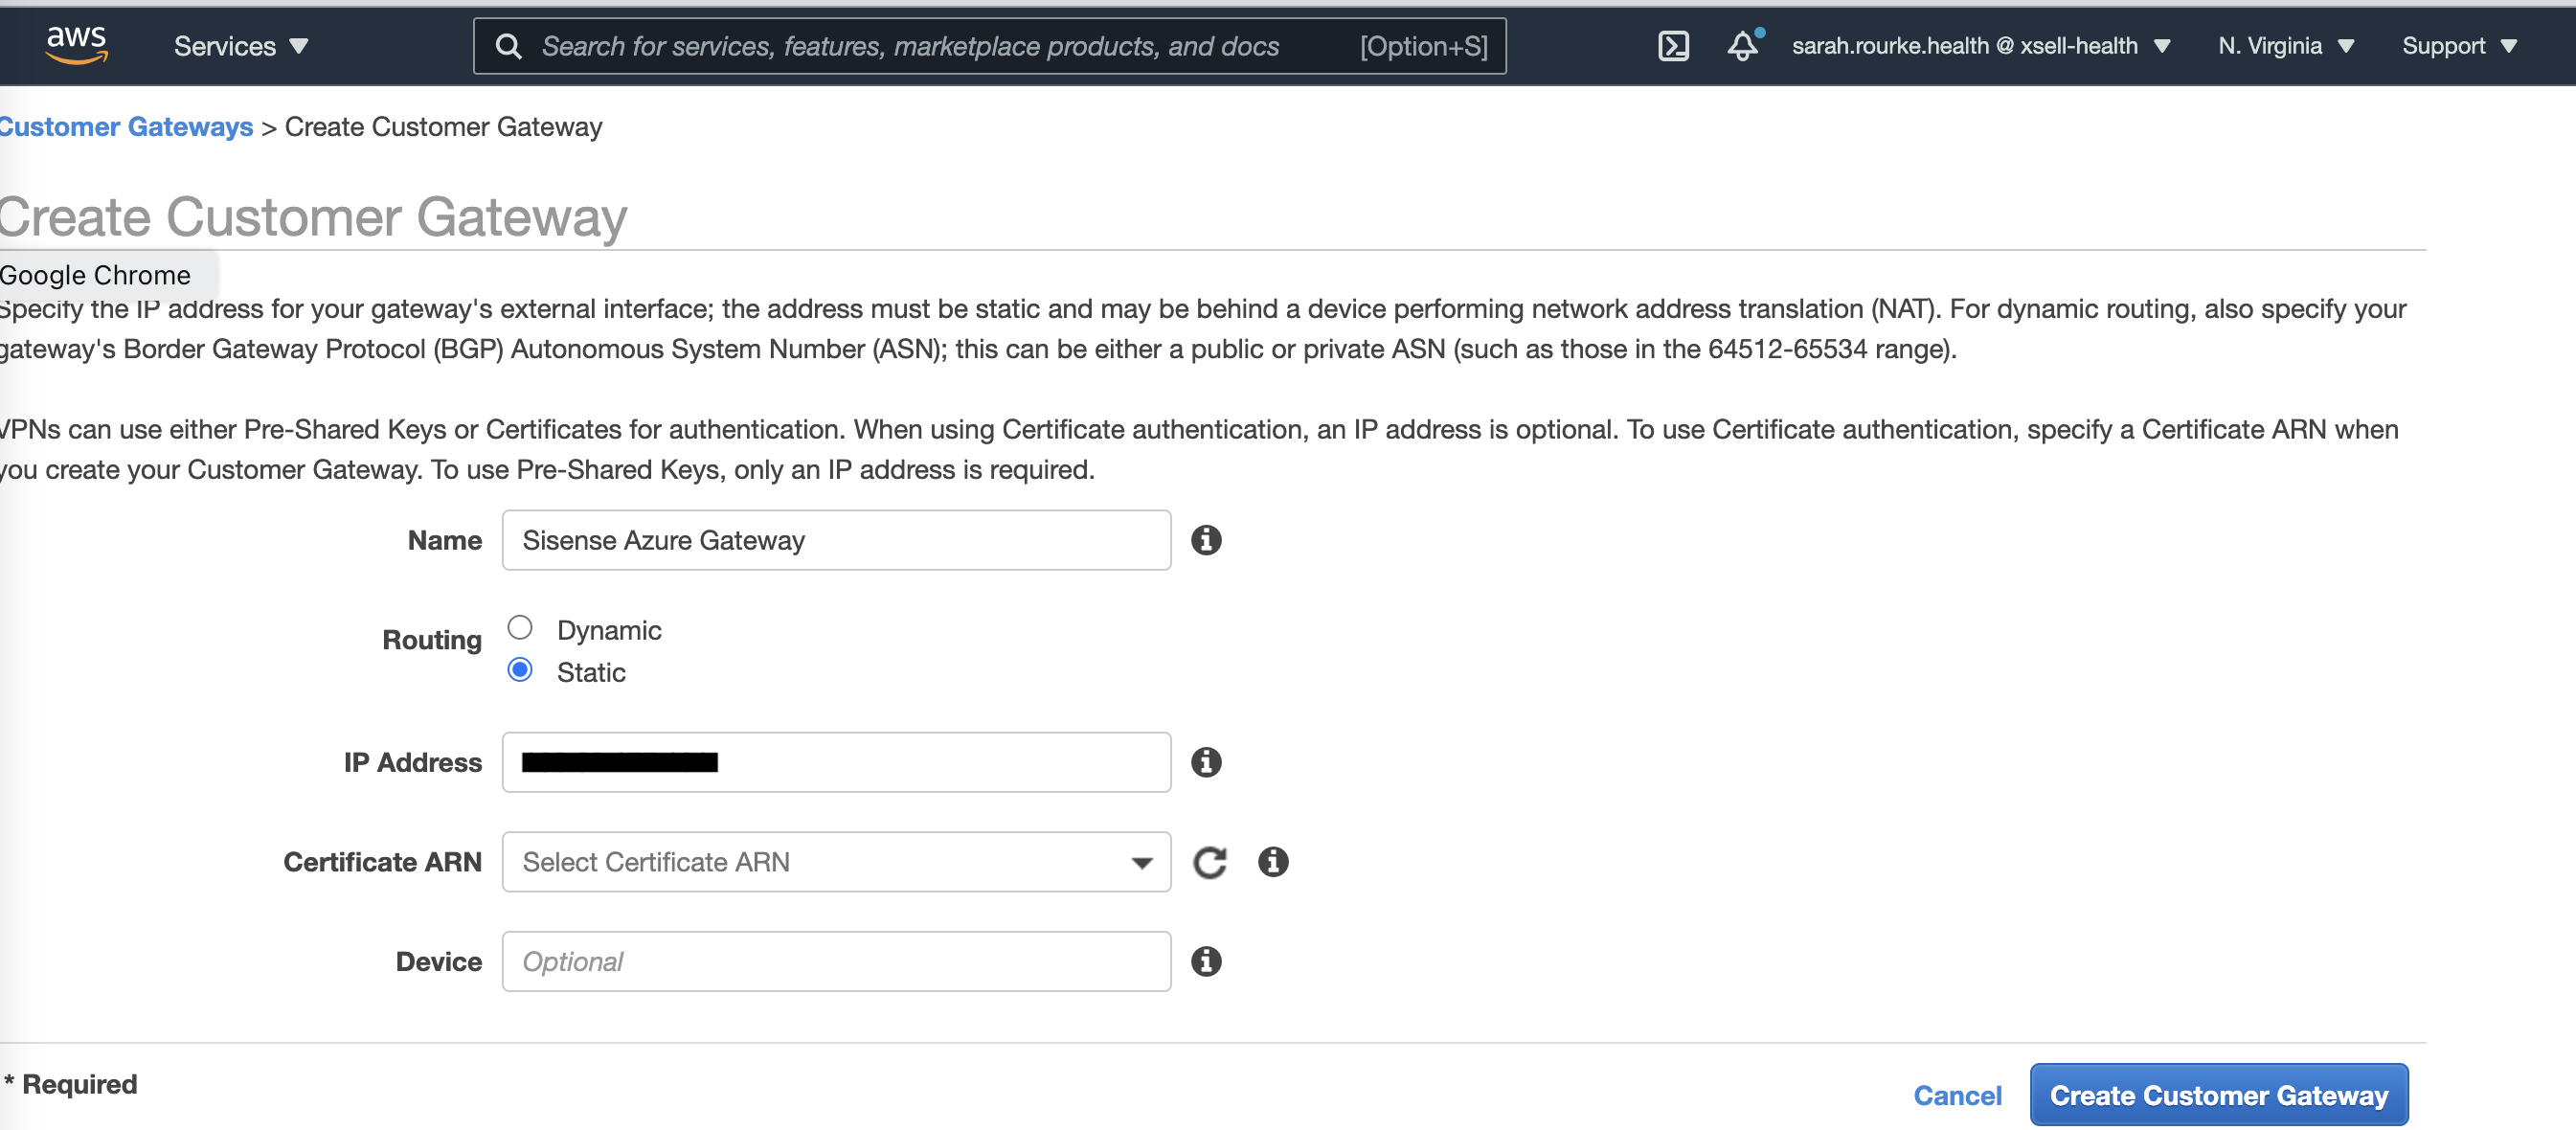 aws Services Search for services, features, marketplace products, and docs [Option+S] sarah.rourke.health @ xsell-health N. Virginia Support
Customer Gateways > Create Customer Gateway
Create Customer Gateway
Google Chrome
Specify the IP address for your gateway's external interface; the address must be static and may be behind a device performing network address translation (NAT). For dynamic routing, also specify your
gateway's Border Gateway Protocol (BGP) Autonomous System Number (ASN); this can be either a public or private ASN (such as those in the 64512-65534 range).
VPNs can use either Pre-Shared Keys or Certificates for authentication. When using Certificate authentication, an IP address is optional. To use Certificate authentication, specify a Certificate ARN when
you create your Customer Gateway. To use Pre-Shared Keys, only an IP address is required.
Name Sisense Azure Gateway
Routing
Dynamic
Static
IP Address
Certificate ARN Select Certificate ARN
Device Optional
* Required
Cancel Create Customer Gateway